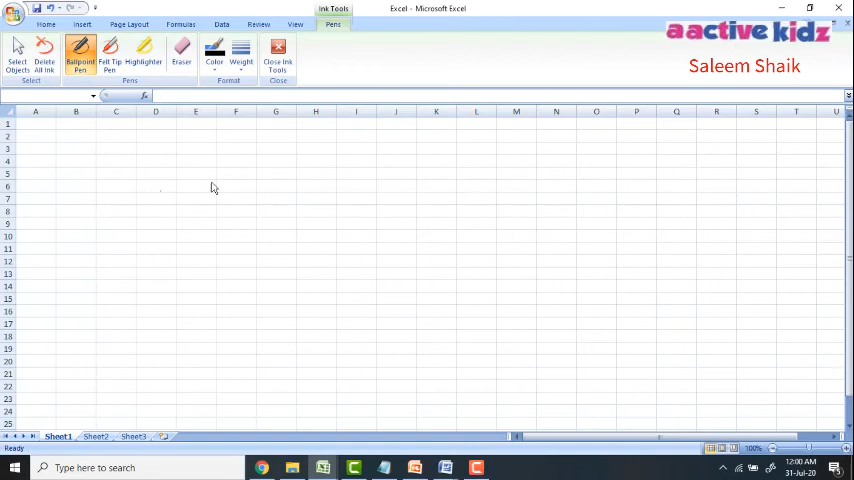 Ink Tools
Excel - Microsoft Excel
Home Insert Page Layout Formulas Data Review View Pens
a active kidz
Saleem Shaik
Select Objects
Delete All Ink
Ballpoint Pen
Felt Tip Pen
Highlighter
Eraser
Color
Weight
Close Ink Tools
Select Pens Format Close
fx
A B C D E F G H I J K L M N O P Q R S T U
1
2
3
4
5
6
7
8
9
10
11
12
13
14
15
16
17
18
19
20
21
22
23
24
25
Sheet1 Sheet2 Sheet3
Ready 100%
Type here to search
12:00 AM
31-Jul-20